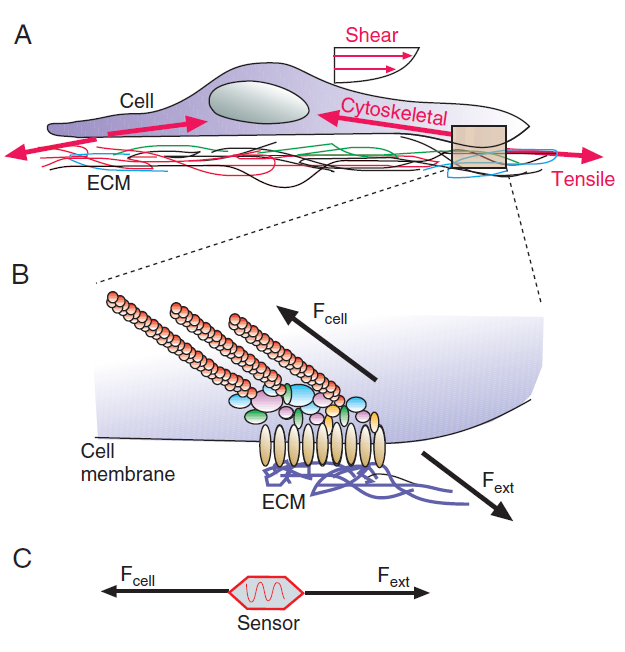 A
Shear
Cell
Cytoskeletal
ECM
Tensile
B
Fcell
Cell
membrane
Fext
ECM
C
Fcell
Fext
Sensor